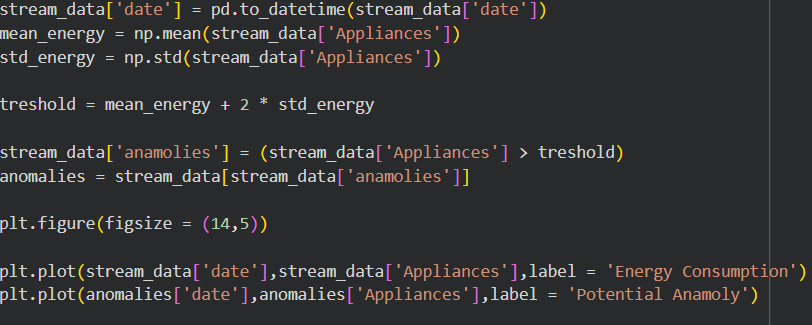 stream_data['date'] = pd.to_datetime(stream_data['date'])
mean_energy = np.mean(stream_data['Appliances'])
std_energy = np.std(stream_data['Appliances'])
treshold = mean_energy + 2 * std_energy
stream_data['anamolies'] = (stream_data['Appliances'] > treshold)
anomalies = stream_data[stream_data['anamolies']]
plt.figure(figsize = (14,5))
plt.plot(stream_data['date'],stream_data['Appliances'],label = 'Energy Consumption')
plt.plot(anomalies['date'],anomalies['Appliances'],label = 'Potential Anamoly')